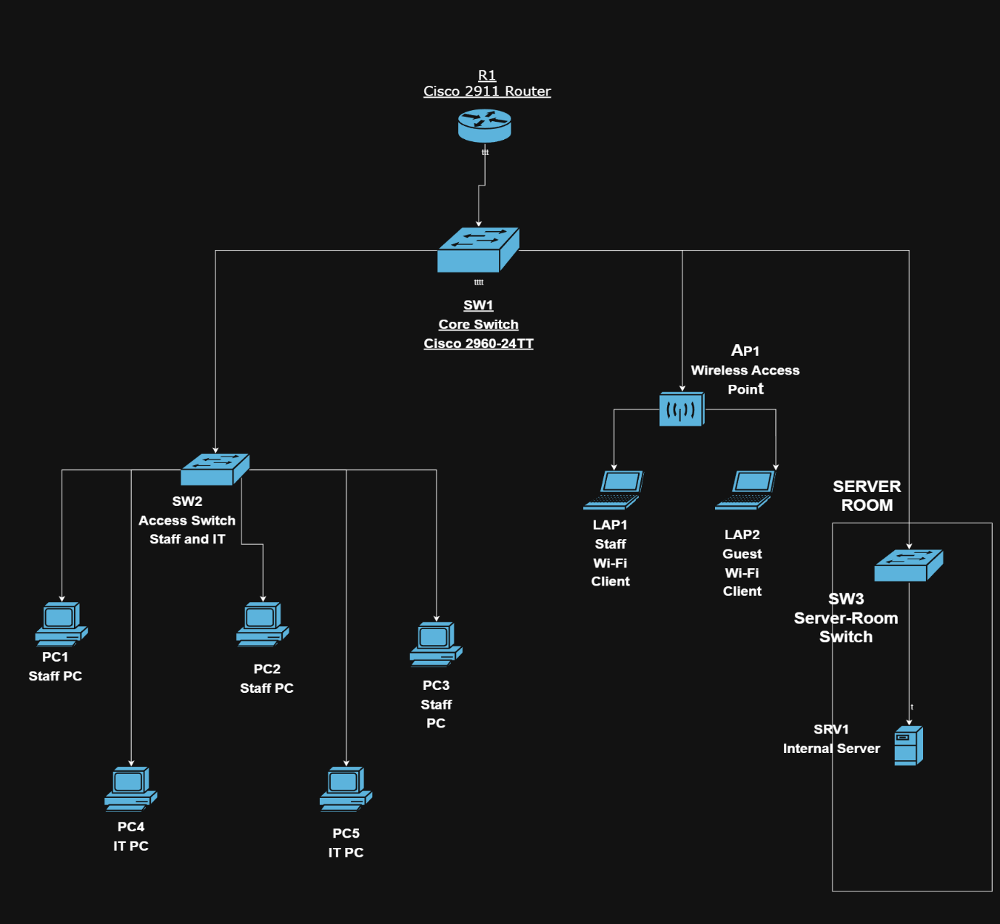 R1
Cisco 2911 Router
ttt
tttt
SW1
Core Switch
Cisco 2960-24TT
AP1
Wireless Access
Point
SW2
Access Switch
Staff and IT
LAP1
Staff
Wi-Fi
Client
LAP2
Guest
Wi-Fi
Client
SERVER
ROOM
SW3
Server-Room
Switch
PC1
Staff PC
PC2
Staff PC
PC3
Staff
PC
t
SRV1
Internal Server
PC4
IT PC
PC5
IT PC